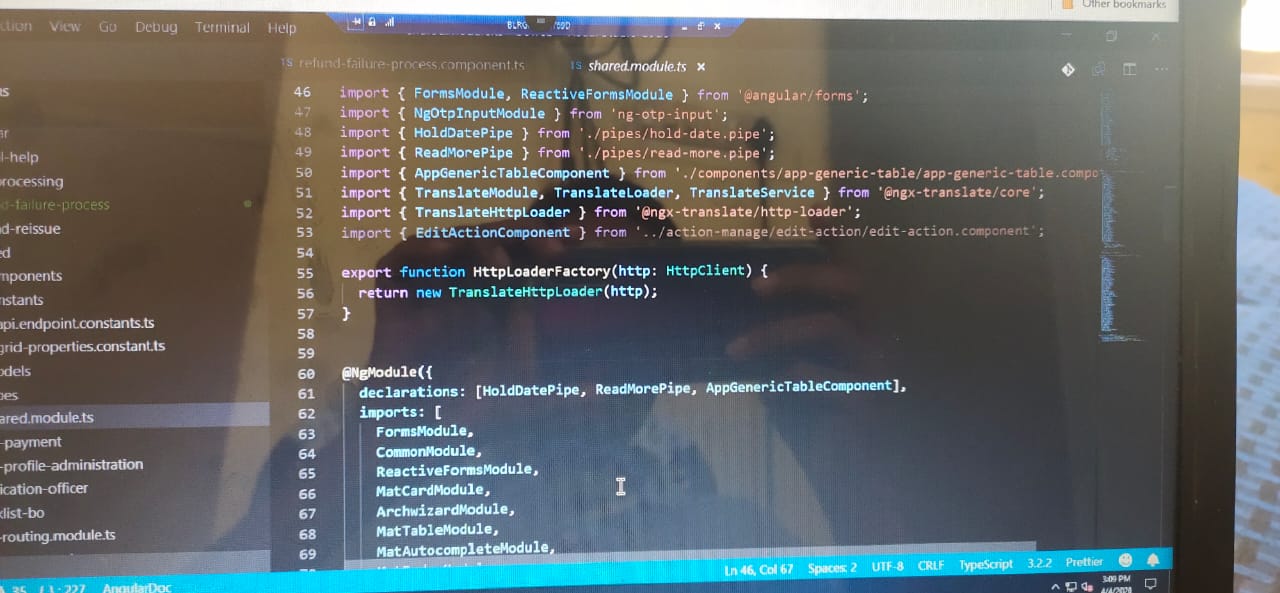 Other bookmarks
View Go Debug Terminal Help
TS refund-failure-process.component.ts TS shared.module.ts ×
46 import { FormsModule, ReactiveFormsModule } from '@angular/forms';
47 import { NgOtpInputModule } from 'ng-otp-input';
48 import { HoldDatePipe } from './pipes/hold-date.pipe';
49 import { ReadMorePipe } from './pipes/read-more.pipe';
50 import { AppGenericTableComponent } from './components/app-generic-table/app-generic-table.compo
51 import { TranslateModule, TranslateLoader, TranslateService } from '@ngx-translate/core';
52 import { TranslateHttpLoader } from '@ngx-translate/http-loader';
53 import { EditActionComponent } from '../action-manage/edit-action/edit-action.component';
54
55 export function HttpLoaderFactory(http: HttpClient) {
56 return new TranslateHttpLoader(http);
57 }
58
59
60 @NgModule({
61 declarations: [HoldDatePipe, ReadMorePipe, AppGenericTableComponent],
62 imports: [
63 FormsModule,
64 CommonModule,
65 ReactiveFormsModule,
66 MatCardModule,
67 ArchwizardModule,
68 MatTableModule,
69 MatAutocompleteModule,
l-help
rocessing
d-failure-process
d-reissue
ed
mponents
nstants
api.endpoint.constants.ts
grid-properties.constant.ts
odels
pes
ared.module.ts
-payment
-profile-administration
ication-officer
klist-bo
-routing.module.ts
AngularDoc
Ln 46, Col 67 Spaces: 2 UTF-8 CRLF TypeScript 3.2.2 Prettier
3:09 PM